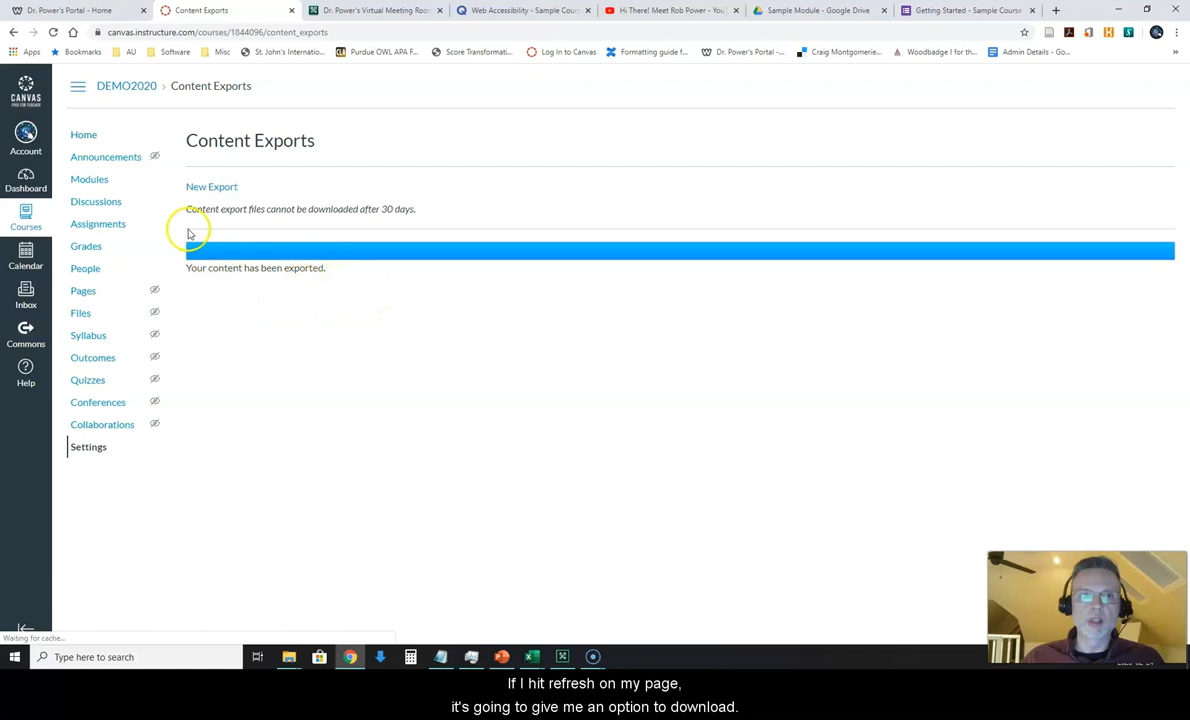 Dr. Power's Portal - Home
Content Exports
Dr. Power's Virtual Meeting Roo
Web Accessibility - Sample Cour
Hi There! Meet Rob Power - You
Sample Module - Google Drive
Getting Started - Sample Course
canvas.instructure.com/courses/1844096/content_exports
Apps
Bookmarks
AU
Software
Misc
St. John's Internatio...
Purdue OWL APA F...
Score Transformati...
Log In to Canvas
Formatting guide f...
Dr. Power's Portal -...
Craig Montgomerie...
Woodbadge I for th...
Admin Details - Go...
CANVAS
FREE FOR TEACHER
Account
Dashboard
Courses
Calendar
Inbox
Commons
Help
DEMO2020 › Content Exports
Home
Announcements
Modules
Discussions
Assignments
Grades
People
Pages
Files
Syllabus
Outcomes
Quizzes
Conferences
Collaborations
Settings
Content Exports
New Export
Content export files cannot be downloaded after 30 days.
Your content has been exported.
Waiting for cache...
Type here to search
If I hit refresh on my page,
it's going to give me an option to download.